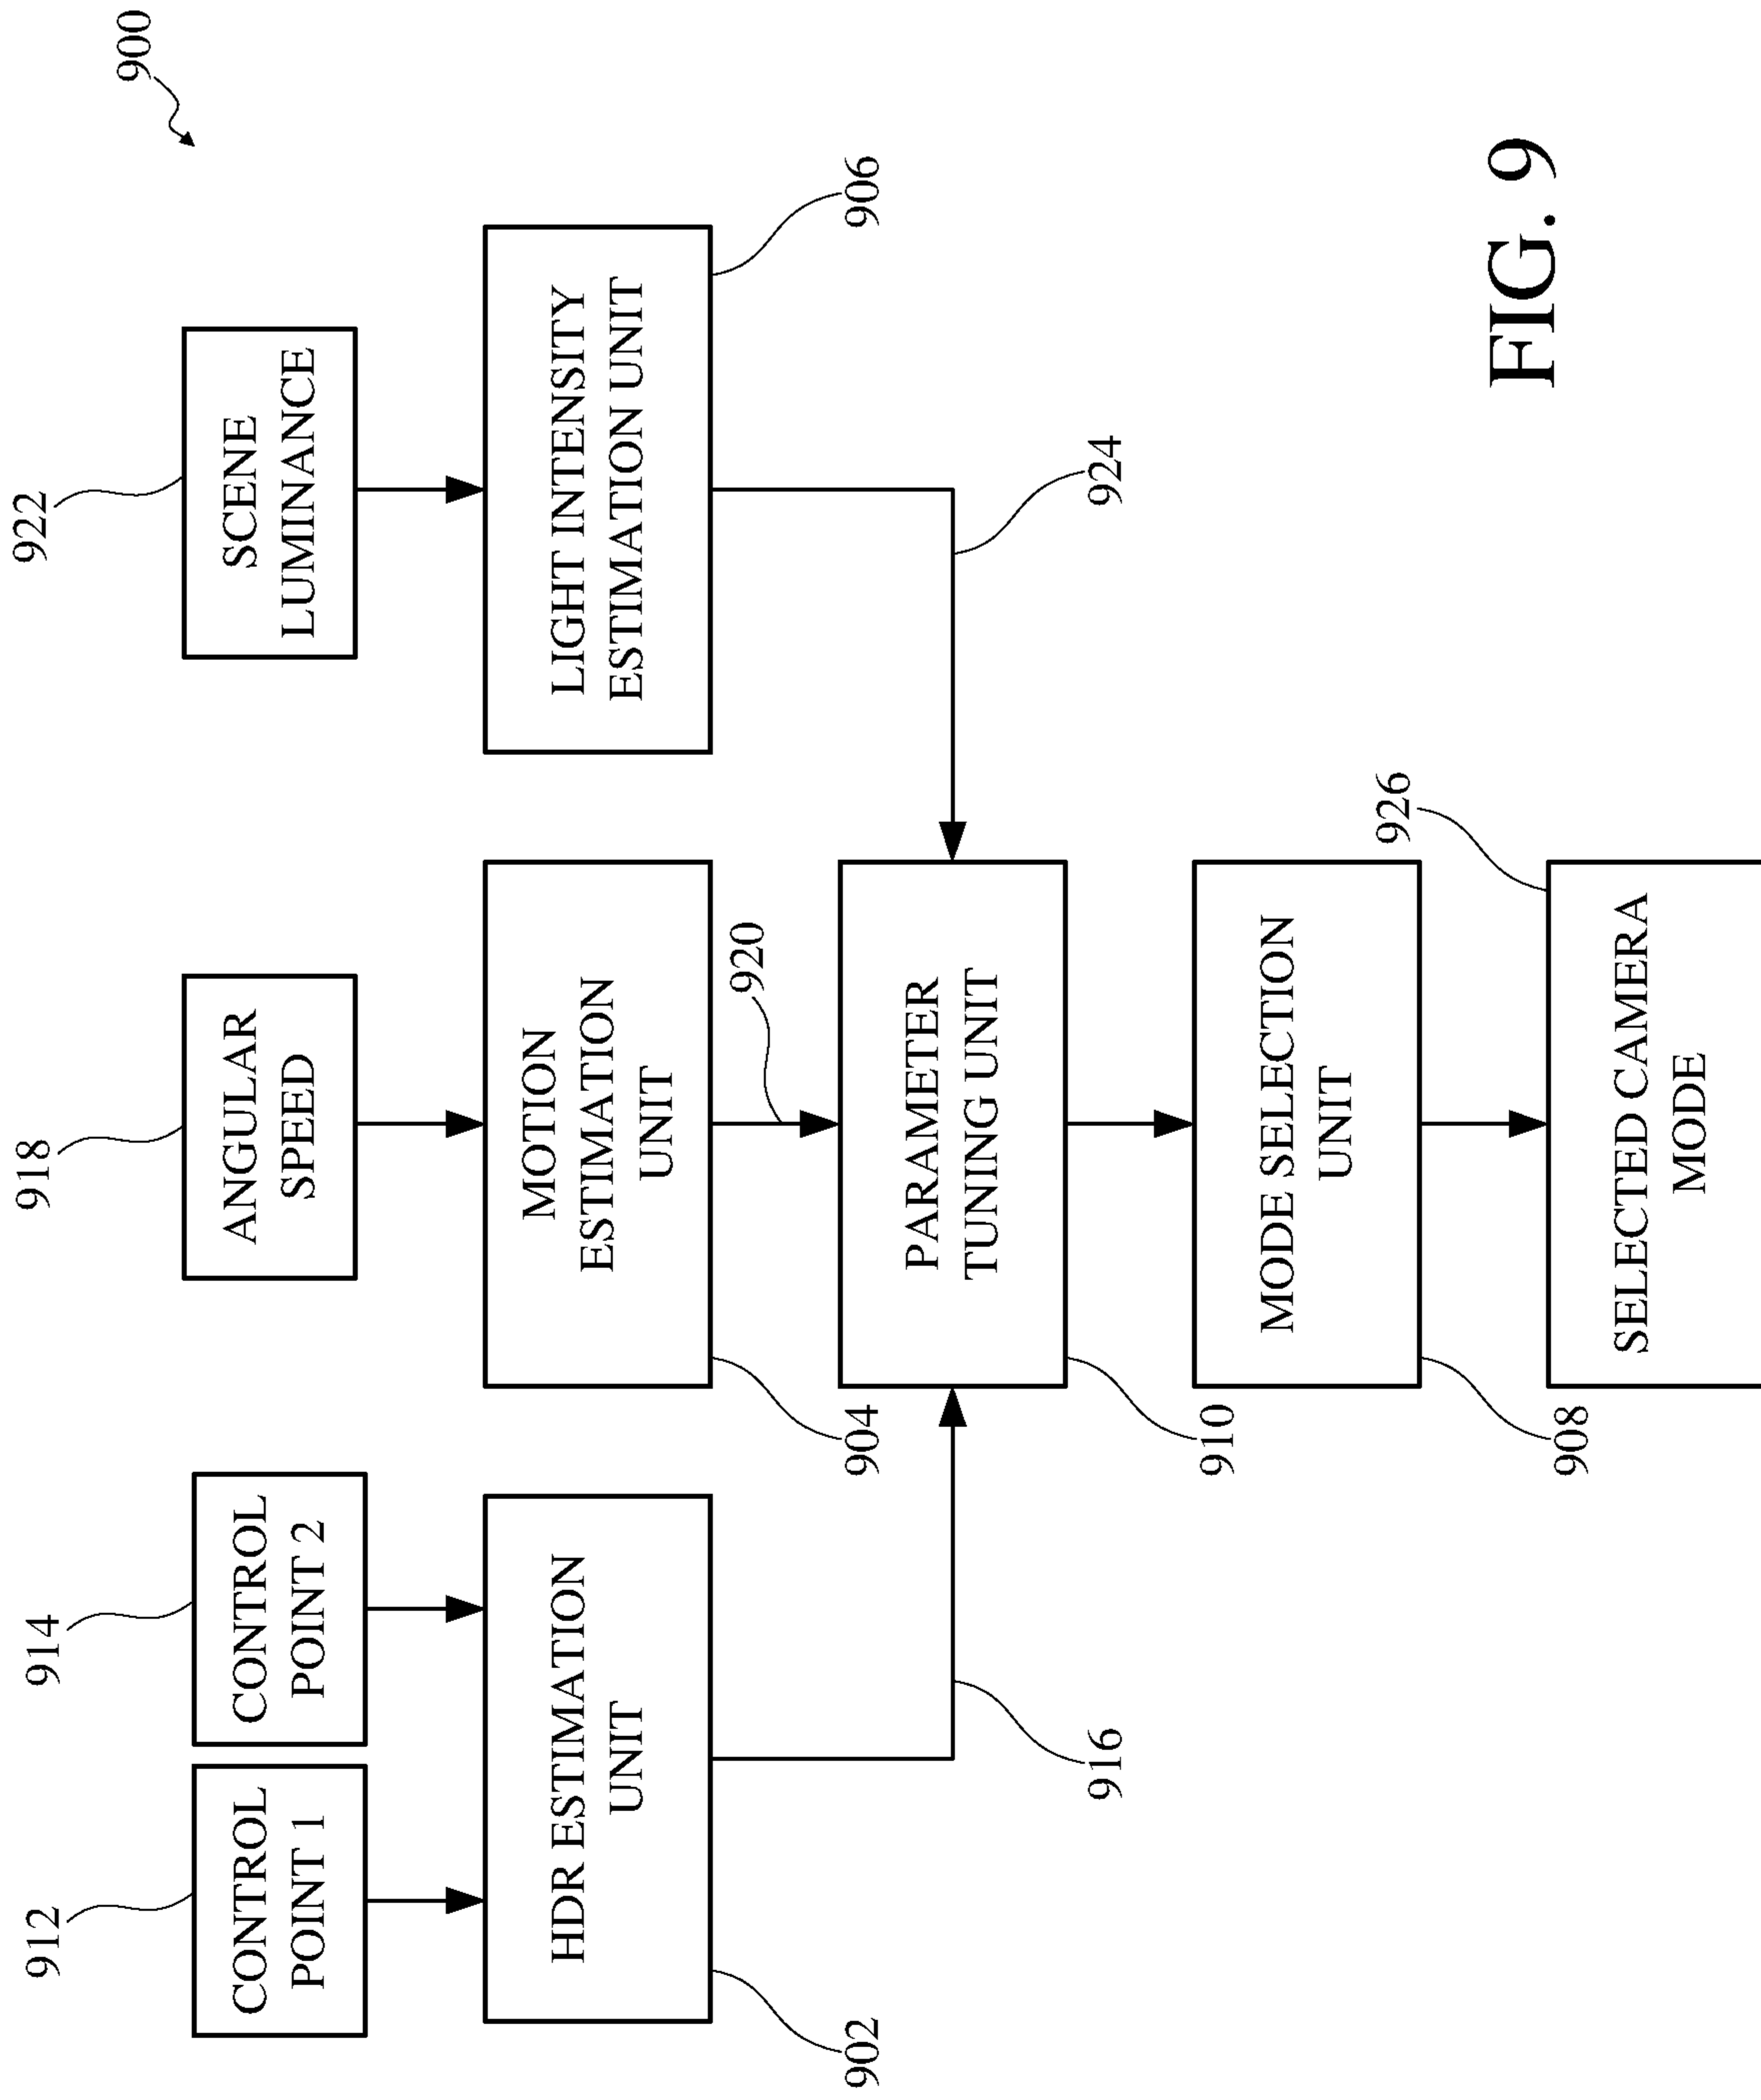 900
912
914
918
922
CONTROL
POINT 1
CONTROL
POINT 2
ANGULAR
SPEED
SCENE
LUMINANCE
HDR ESTIMATION
UNIT
MOTION
ESTIMATION
UNIT
LIGHT INTENSITY
ESTIMATION UNIT
902
904
920
906
PARAMETER
TUNING UNIT
916
924
910
MODE SELECTION
UNIT
908
926
SELECTED CAMERA
MODE
FIG. 9